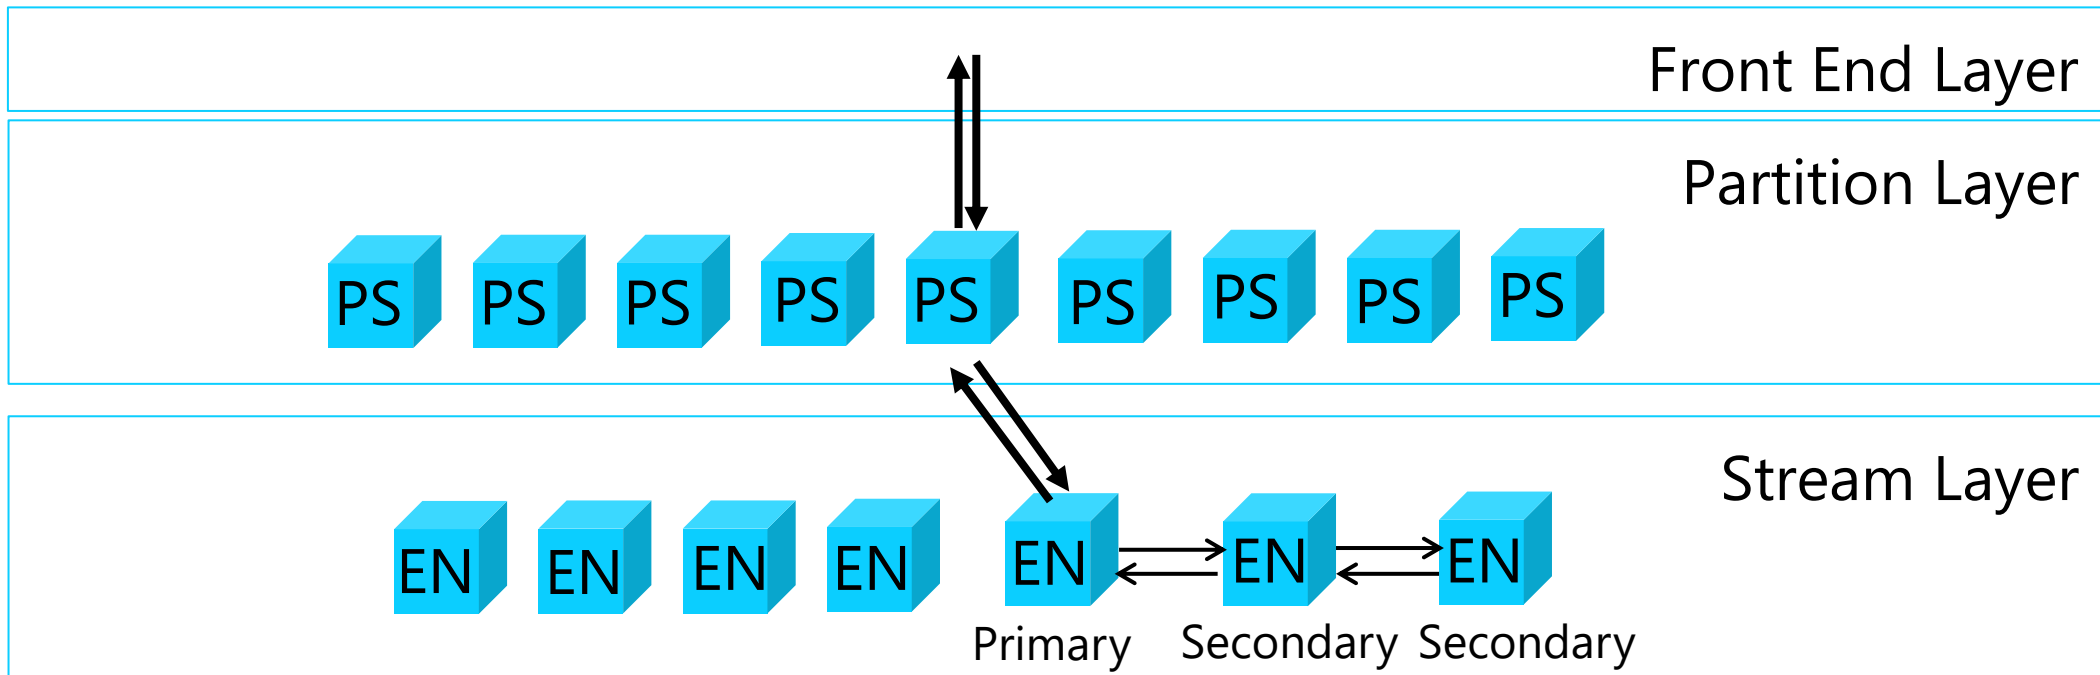 Front End Layer
Partition Layer
PS PS PS PS PS PS PS PS PS
Stream Layer
EN EN EN EN EN EN EN
Primary Secondary Secondary